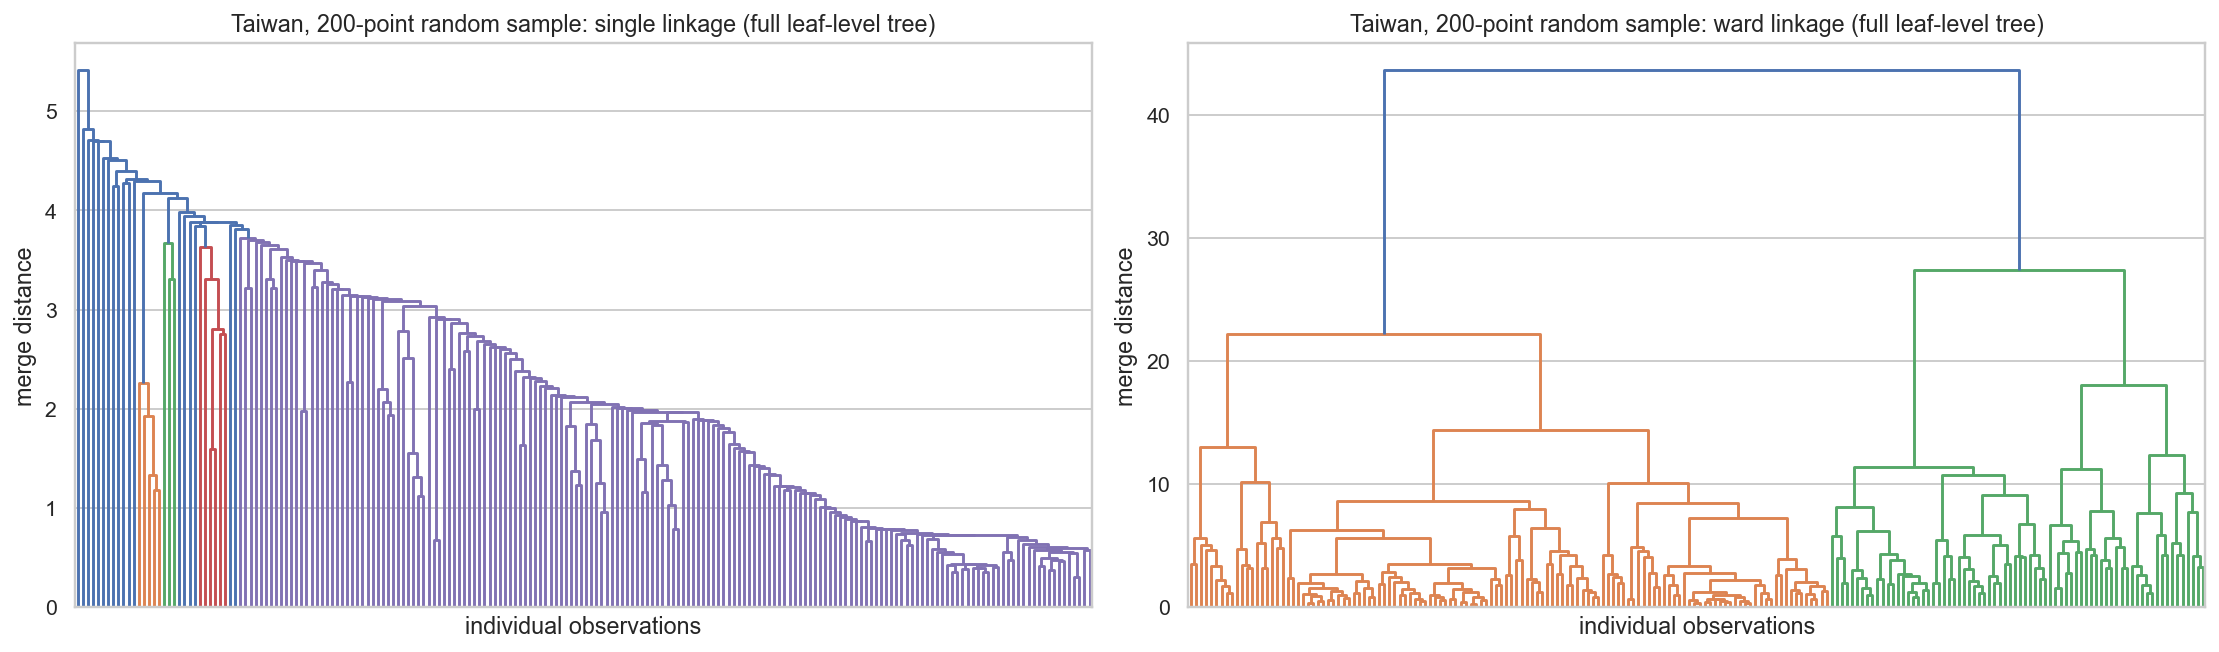 Taiwan, 200-point random sample: single linkage (full leaf-level tree)
5
4
3
2
1
0
merge distance
individual observations
Taiwan, 200-point random sample: ward linkage (full leaf-level tree)
40
30
20
10
0
merge distance
individual observations